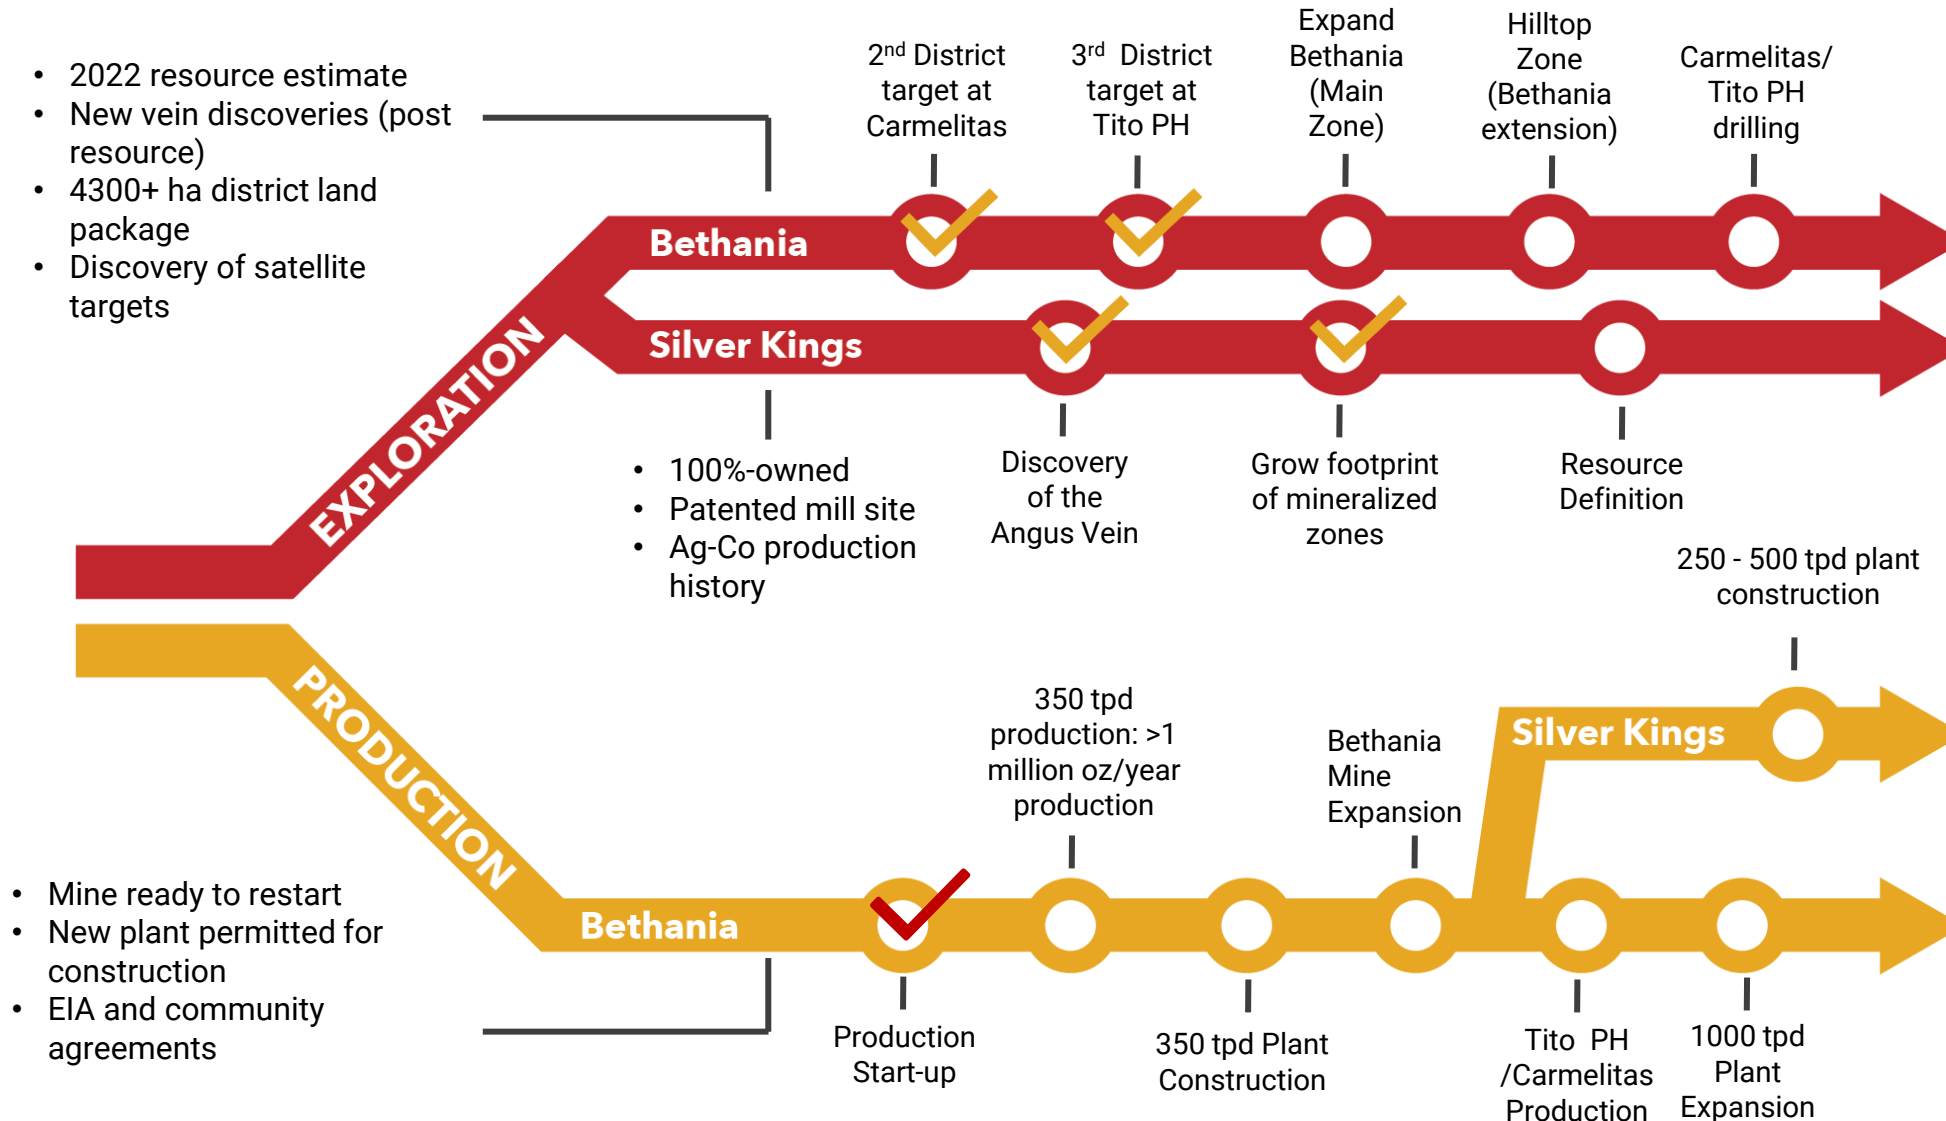 • 2022 resource estimate
• New vein discoveries (post
resource)
• 4300+ ha district land
package
• Discovery of satellite
targets
2nd District
target at
Carmelitas
3rd District
target at
Tito PH
Expand
Bethania
(Main
Zone)
Hilltop
Zone
(Bethania
extension)
Carmelitas/
Tito PH
drilling
Bethania
Silver Kings
EXPLORATION
• 100%-owned
• Patented mill site
• Ag-Co production
history
Discovery
of the
Angus Vein
Grow footprint
of mineralized
zones
Resource
Definition
250 - 500 tpd plant
construction
PRODUCTION
350 tpd
production: >1
million oz/year
production
Bethania
Mine
Expansion
Silver Kings
• Mine ready to restart
• New plant permitted for
construction
• EIA and community
agreements
Bethania
Production
Start-up
350 tpd Plant
Construction
Tito PH
/Carmelitas
Production
1000 tpd
Plant
Expansion